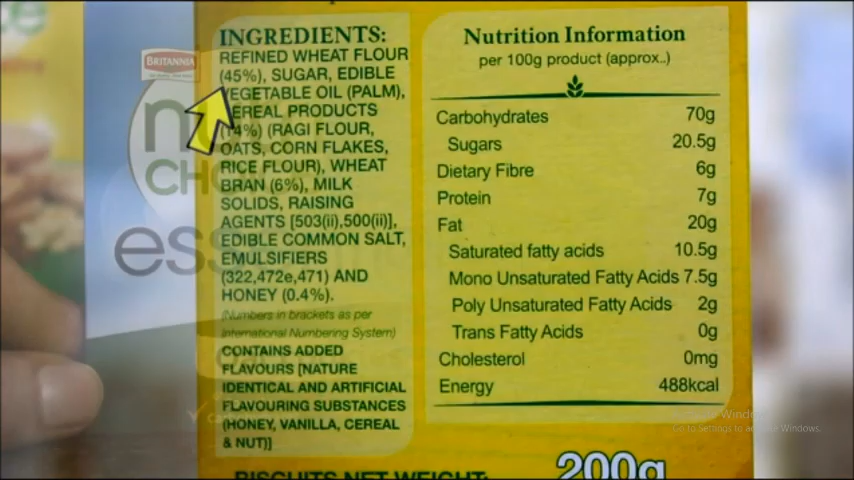 INGREDIENTS:
REFINED WHEAT FLOUR
(45%), SUGAR, EDIBLE
VEGETABLE OIL (PALM),
CEREAL PRODUCTS
(14%) (RAGI FLOUR,
OATS, CORN FLAKES,
RICE FLOUR), WHEAT
BRAN (6%), MILK
SOLIDS, RAISING
AGENTS [503(ii),500(ii)],
EDIBLE COMMON SALT,
EMULSIFIERS
(322,472e,471) AND
HONEY (0.4%).
(Numbers in brackets as per
International Numbering System)
CONTAINS ADDED
FLAVOURS [NATURE
IDENTICAL AND ARTIFICIAL
FLAVOURING SUBSTANCES
(HONEY, VANILLA, CEREAL
& NUT)]
BISCUITS NET WEIGHT:
200g
Nutrition Information
per 100g product (approx..)
Carbohydrates 70g
Sugars 20.5g
Dietary Fibre 6g
Protein 7g
Fat 20g
Saturated fatty acids 10.5g
Mono Unsaturated Fatty Acids 7.5g
Poly Unsaturated Fatty Acids 2g
Trans Fatty Acids 0g
Cholesterol 0mg
Energy 488kcal
BRITANNIA
Go to Settings to activate Windows.